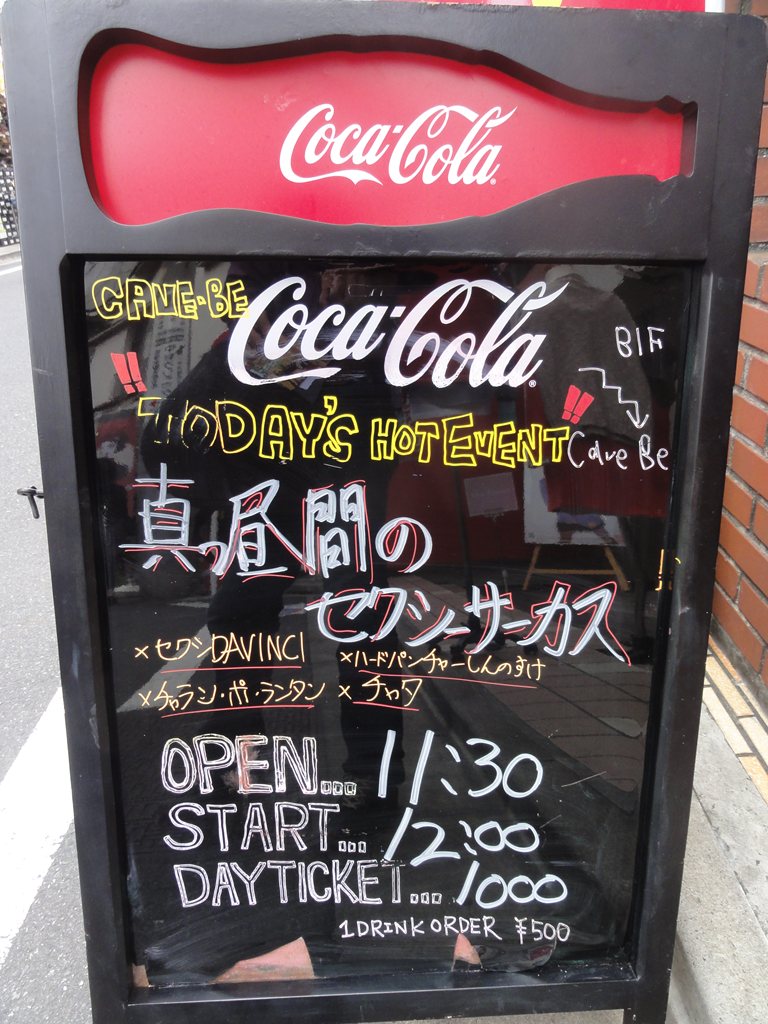 Coca-Cola
CAVE-BE
Coca-Cola
B1F
!!
!!
TODAY'S HOT EVENT
Cave Be
真っ昼間の
セクシーサーカス
×セクシDAVINCI
×ハードパンチャーしんのすけ
×チャラン・ポ・ランタン
×チャタ
OPEN... 11:30
START... 12:00
DAY TICKET... 1000
1DRINK ORDER ¥500